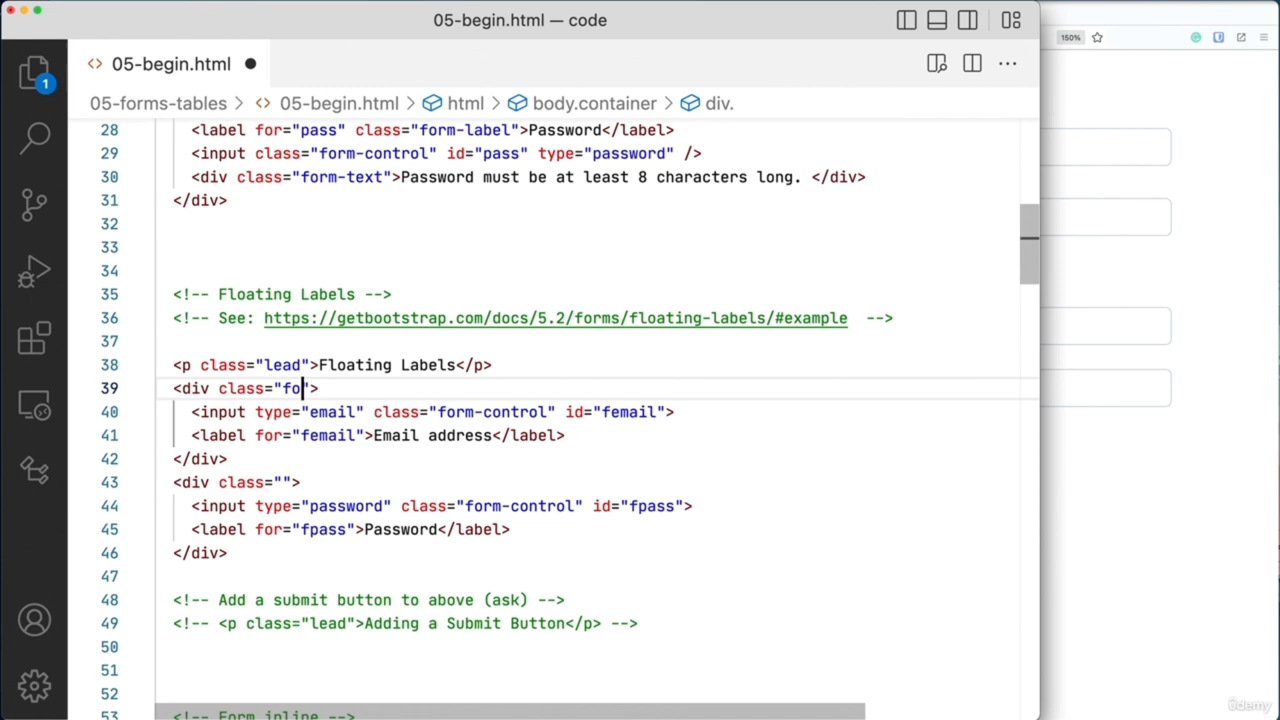 05-begin.html — code
150%
05-begin.html
1
05-forms-tables > 05-begin.html > html > body.container > div.
28 <label for="pass" class="form-label">Password</label>
29 <input class="form-control" id="pass" type="password" />
30 <div class="form-text">Password must be at least 8 characters long. </div>
31 </div>
32
33
34
35 <!-- Floating Labels -->
36 <!-- See: https://getbootstrap.com/docs/5.2/forms/floating-labels/#example -->
37
38 <p class="lead">Floating Labels</p>
39 <div class="fo">
40 <input type="email" class="form-control" id="femail">
41 <label for="femail">Email address</label>
42 </div>
43 <div class="">
44 <input type="password" class="form-control" id="fpass">
45 <label for="fpass">Password</label>
46 </div>
47
48 <!-- Add a submit button to above (ask) -->
49 <!-- <p class="lead">Adding a Submit Button</p> -->
50
51
52
53 <!-- Form inline -->
ûdemy